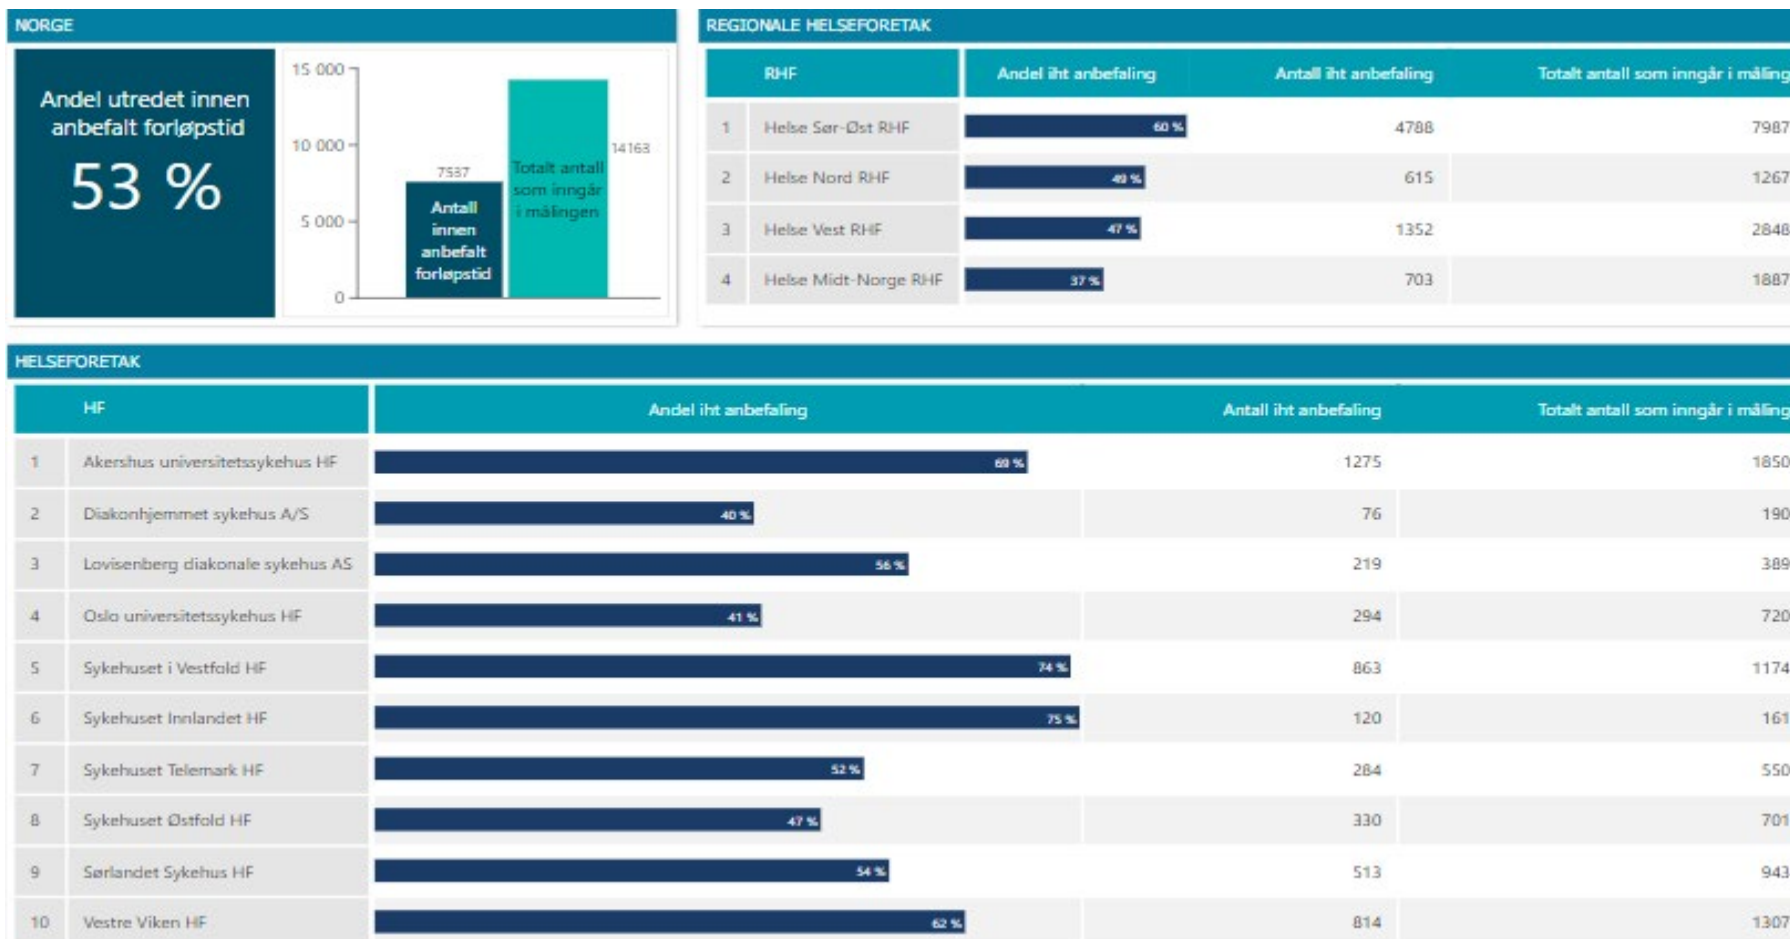 NORGE
Andel utredet innen
anbefalt forløpstid
53 %
15 000
10 000
5 000
0
7537
Antall
innen
anbefalt
forløpstid
14163
Totalt antall
som inngår
i målingen
REGIONALE HELSEFORETAK
RHF Andel iht anbefaling Antall iht anbefaling Totalt antall som inngår i måling
1 Helse Sør-Øst RHF 60 % 4788 7987
2 Helse Nord RHF 49 % 615 1267
3 Helse Vest RHF 47 % 1352 2848
4 Helse Midt-Norge RHF 37 % 703 1887
HELSEFORETAK
HF Andel iht anbefaling Antall iht anbefaling Totalt antall som inngår i måling
1 Akershus universitetssykehus HF 69 % 1275 1850
2 Diakonhjemmet sykehus A/S 40 % 76 190
3 Lovisenberg diakonale sykehus AS 56 % 219 389
4 Oslo universitetssykehus HF 41 % 294 720
5 Sykehuset i Vestfold HF 74 % 863 1174
6 Sykehuset Innlandet HF 75 % 120 161
7 Sykehuset Telemark HF 52 % 284 550
8 Sykehuset Østfold HF 47 % 330 701
9 Sørlandet Sykehus HF 54 % 513 943
10 Vestre Viken HF 62 % 814 1307